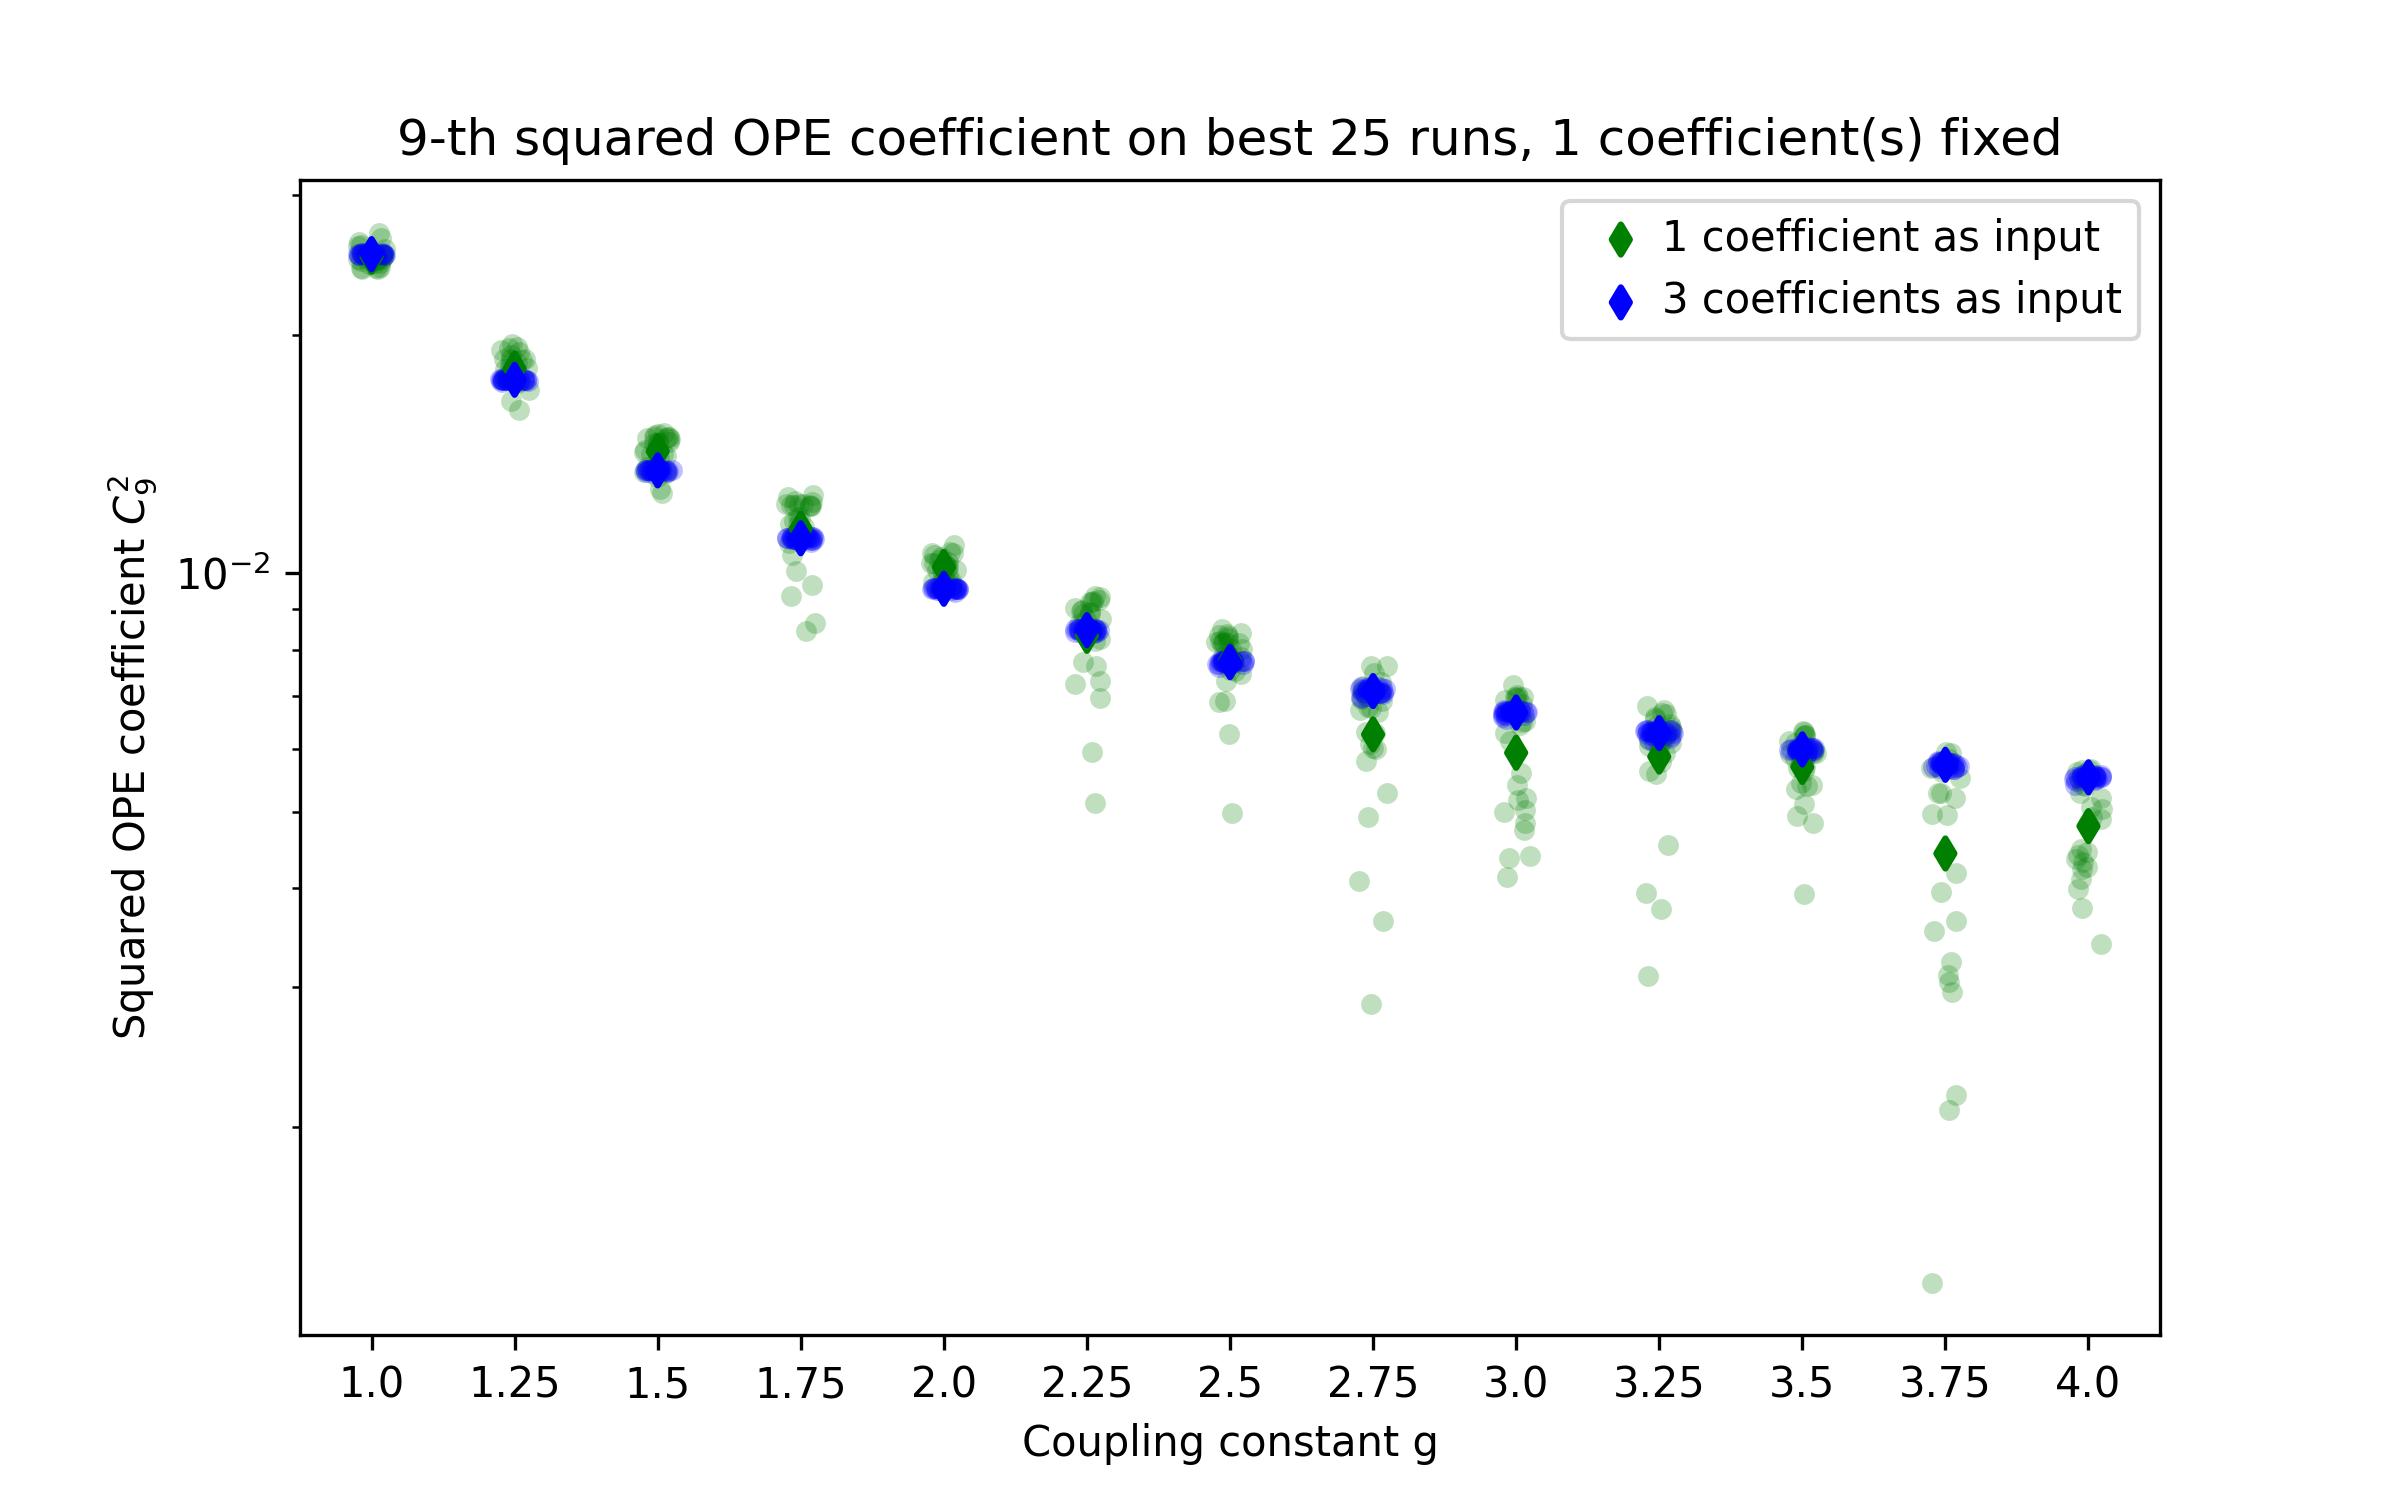 9-th squared OPE coefficient on best 25 runs, 1 coefficient(s) fixed
1 coefficient as input
3 coefficients as input
Squared OPE coefficient $C_9^2$
$10^{-2}$
1.0 1.25 1.5 1.75 2.0 2.25 2.5 2.75 3.0 3.25 3.5 3.75 4.0
Coupling constant g